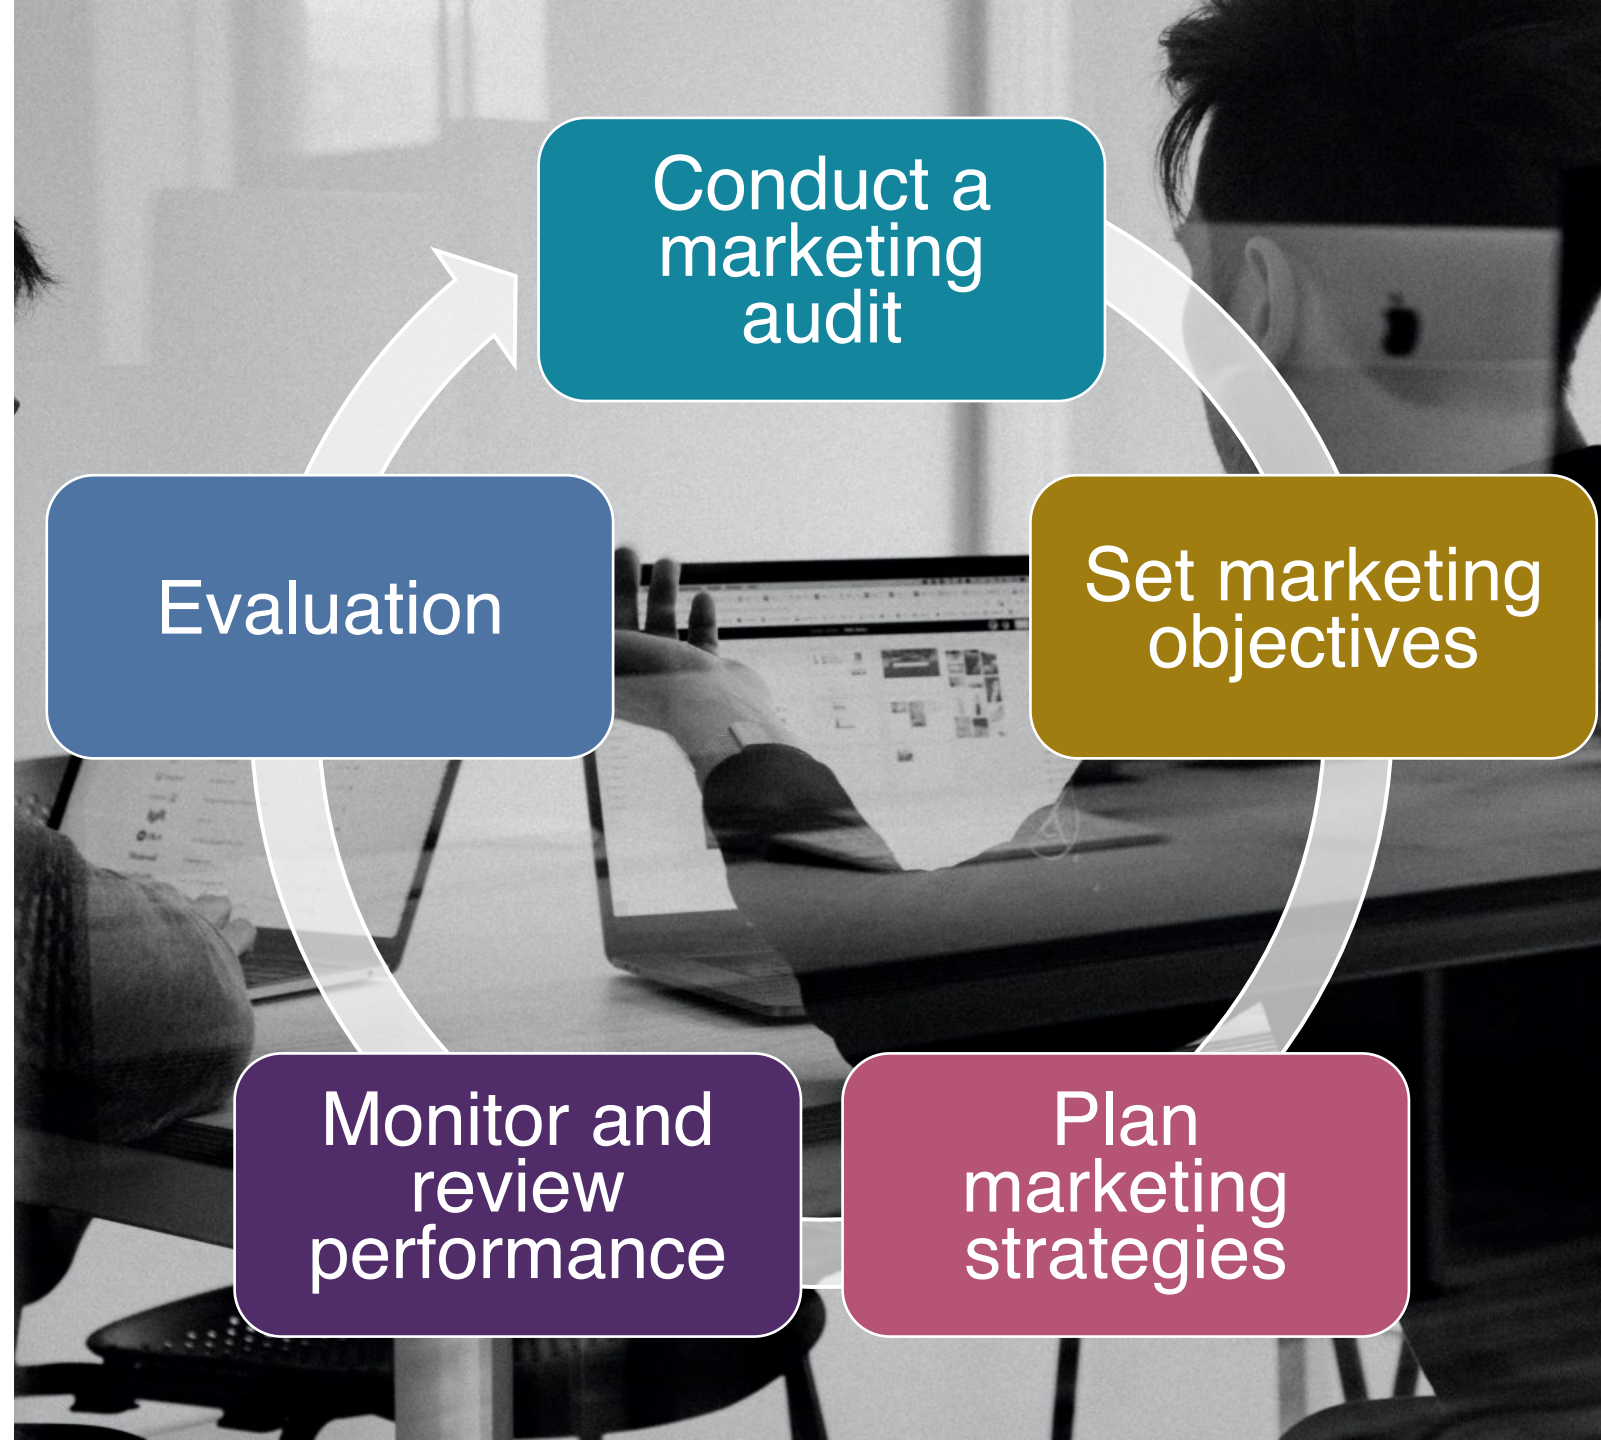 Conduct a
marketing
audit
Set marketing
objectives
Plan
marketing
strategies
Monitor and
review
performance
Evaluation